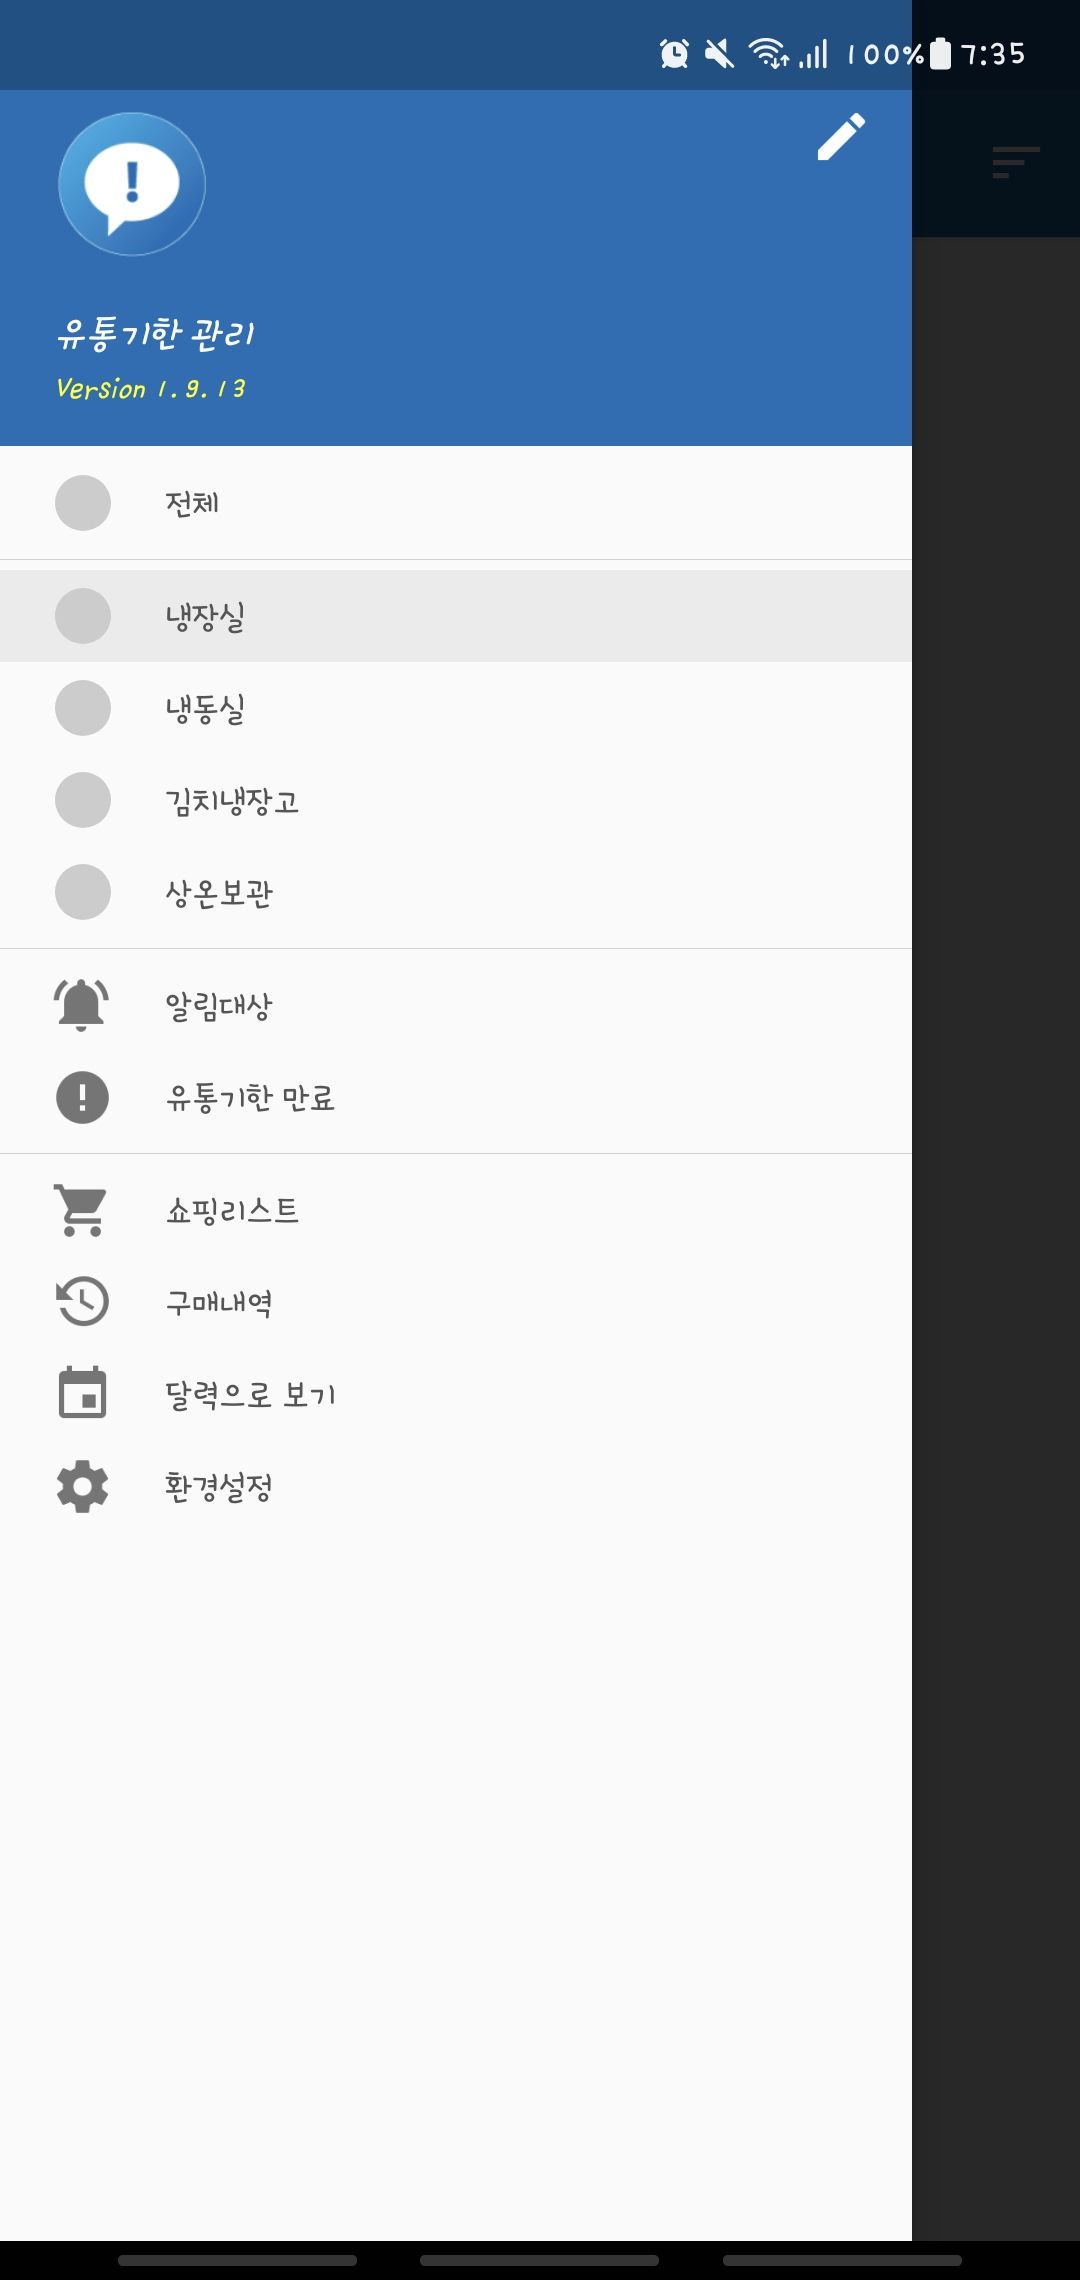 100% 7:35
유통기한 관리
Version 1.9.13
전체
냉장실
냉동실
김치냉장고
상온보관
알림대상
유통기한 만료
쇼핑리스트
구매내역
달력으로 보기
환경설정